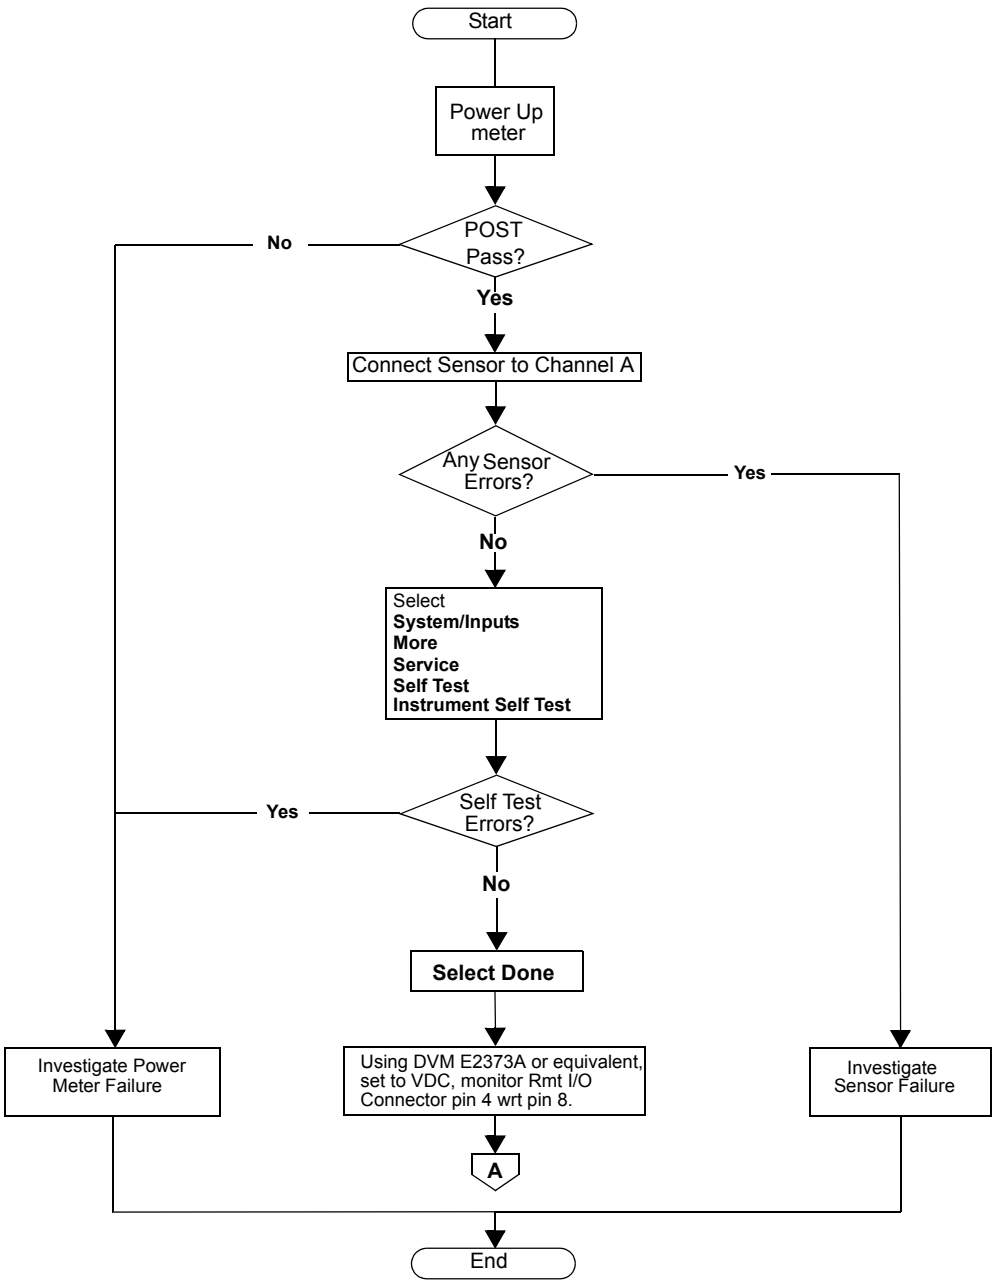 Start
Power Up
meter
POST
Pass?
No
Yes
Connect Sensor to Channel A
Any Sensor
Errors?
Yes
No
Select
System/Inputs
More
Service
Self Test
Instrument Self Test
Self Test
Errors?
Yes
No
Select Done
Investigate Power
Meter Failure
Using DVM E2373A or equivalent,
set to VDC, monitor Rmt I/O
Connector pin 4 wrt pin 8.
Investigate
Sensor Failure
A
End